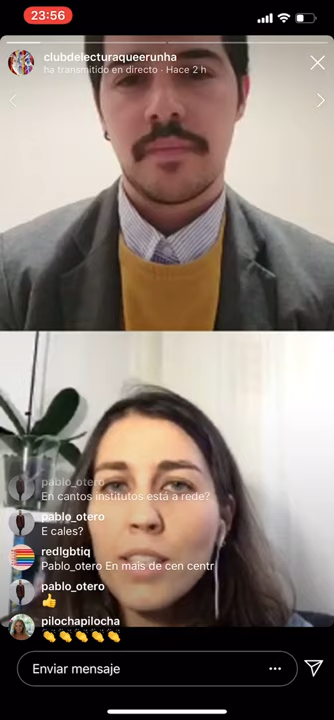 23:56
clubdelecturaqueerunha
ha transmitido en directo · Hace 2 h
pablo_otero
En cantos institutos está a rede?
pablo_otero
E cales?
redlgbtiq
Pablo_otero En mais de cen centr
pablo_otero
👍
pilochapilocha
👏👏👏👏👏
Enviar mensaje